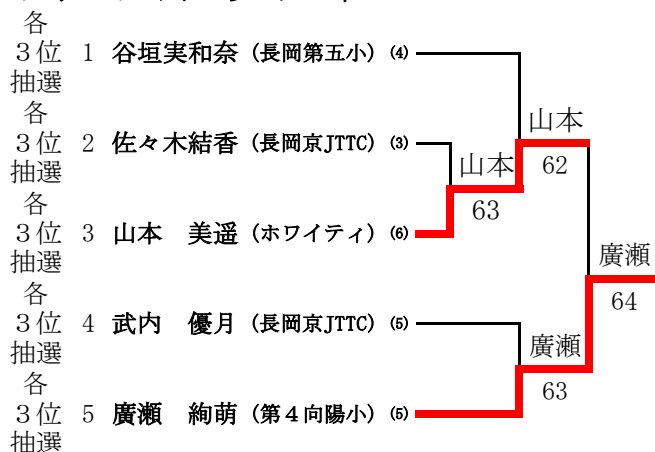 各
３位 1 谷垣実和奈（長岡第五小）⑷
抽選
各
３位 2 佐々木結香（長岡京JTTC）⑶
抽選
各
３位 3 山本　美遥（ホワイティ）⑹
抽選
各
３位 4 武内　優月（長岡京JTTC）⑸
抽選
各
３位 5 廣瀬　絢萌（第４向陽小）⑸
抽選
山本
63
山本
62
廣瀬
63
廣瀬
64